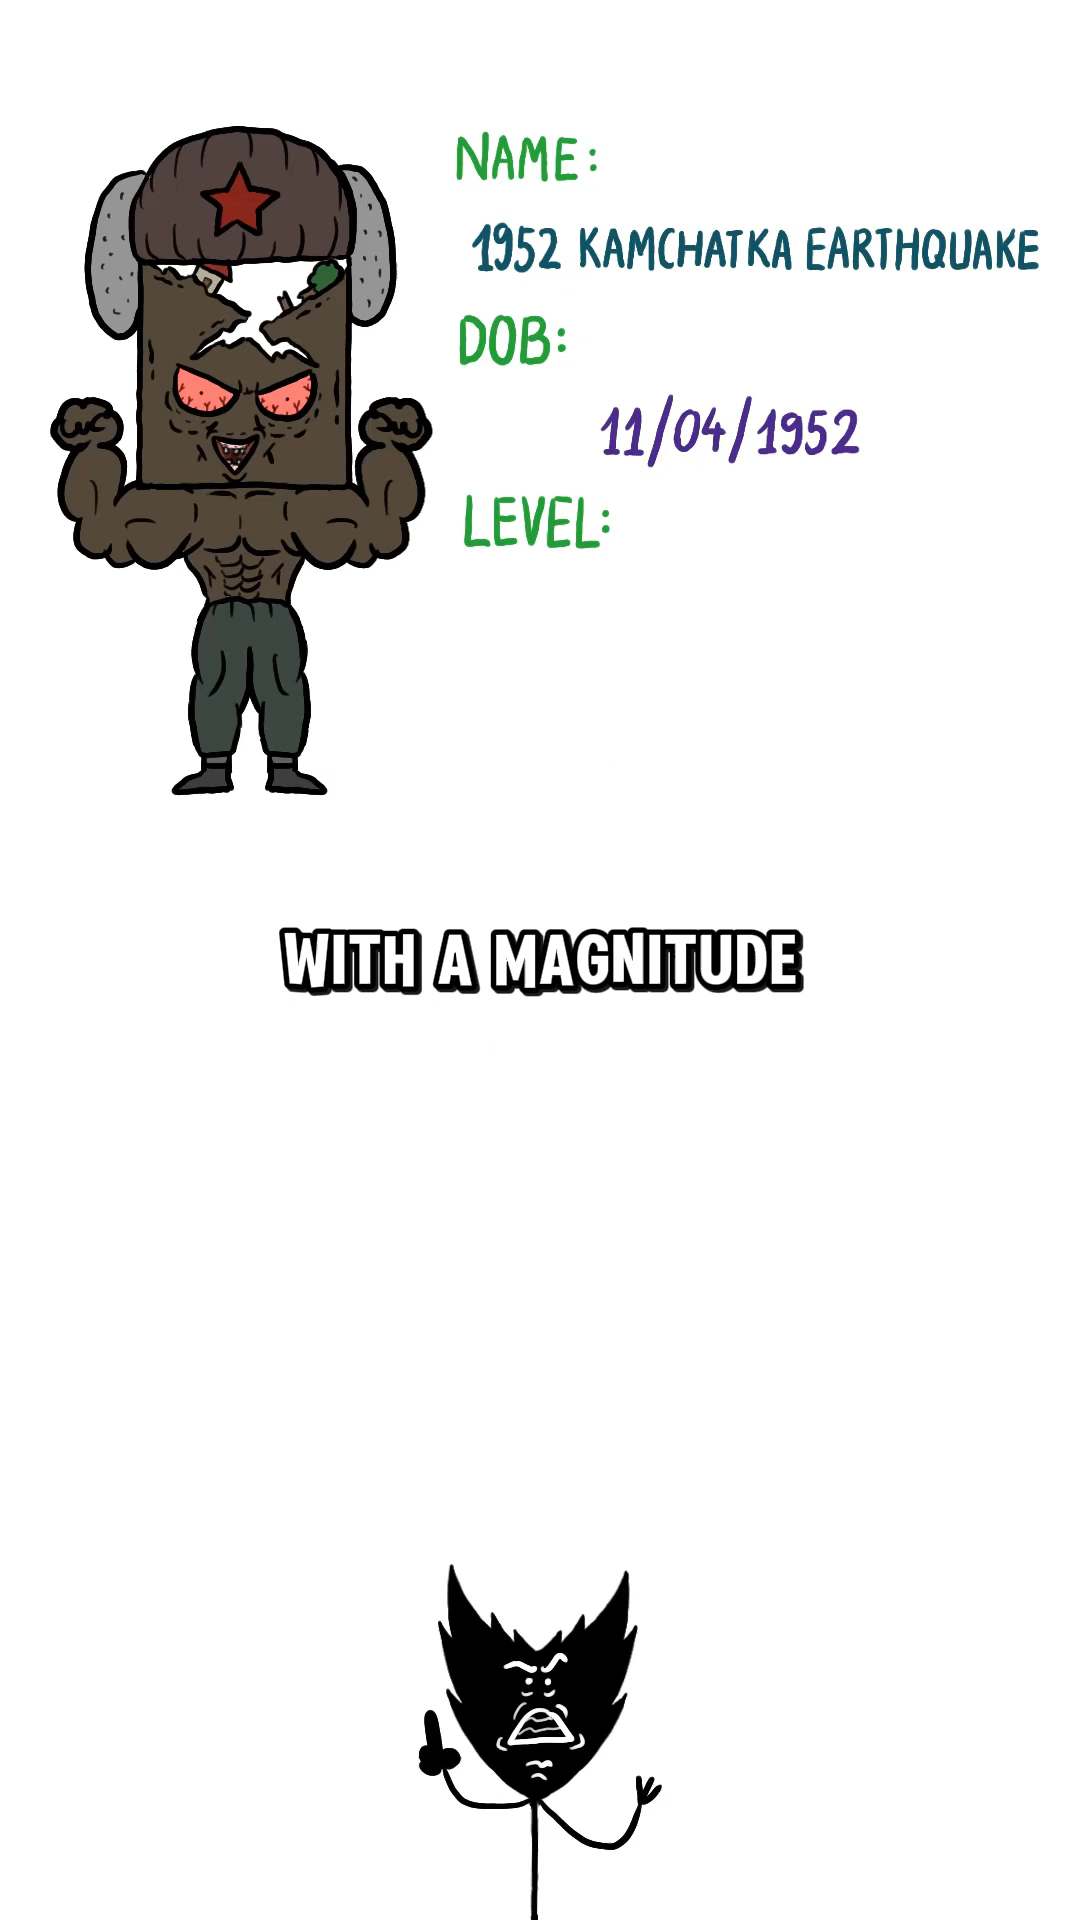 NAME:
1952 KAMCHATKA EARTHQUAKE
DOB:
11/04/1952
LEVEL:
WITH A MAGNITUDE